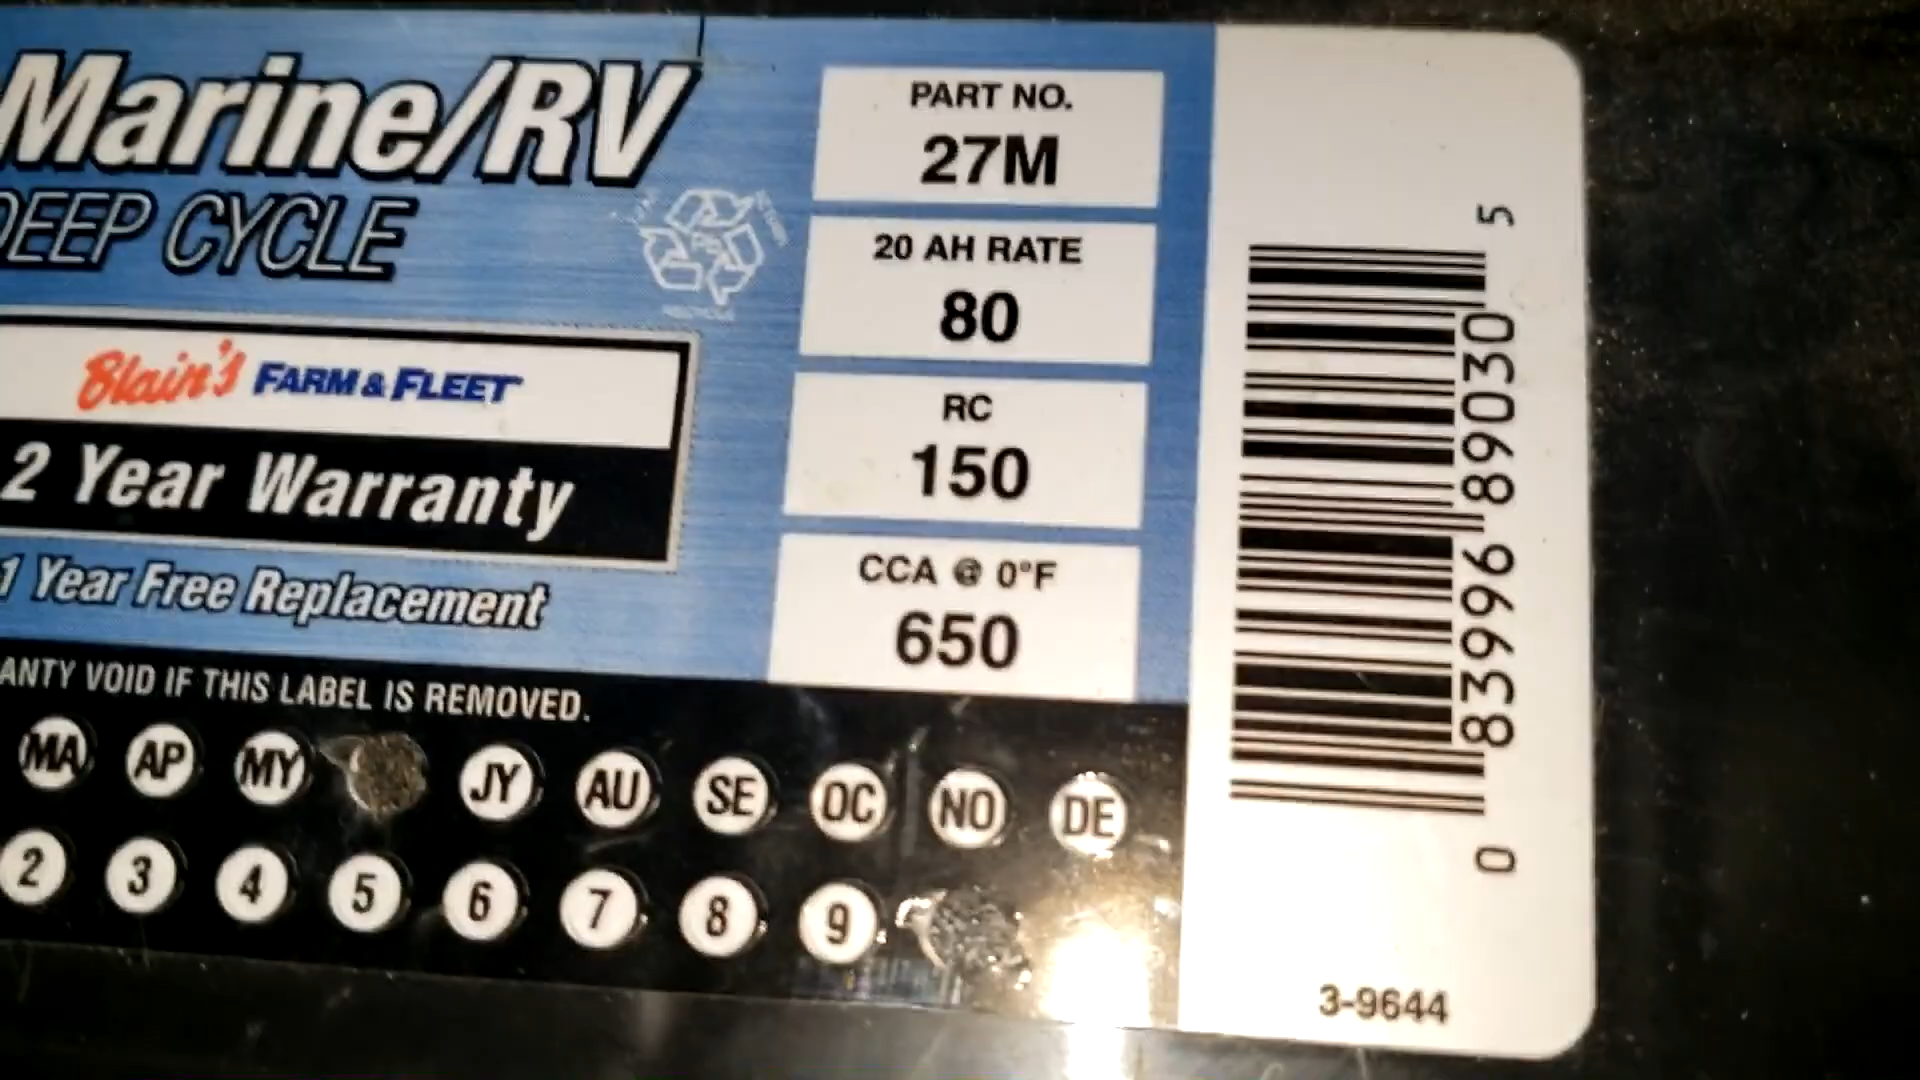 Marine/RV
DEEP CYCLE
Blain's FARM & FLEET
2 Year Warranty
1 Year Free Replacement
ANTY VOID IF THIS LABEL IS REMOVED.
MA AP MY JY AU SE OC NO DE
2 3 4 5 6 7 8 9
PART NO.
27M
20 AH RATE
80
RC
150
CCA @ 0°F
650
0 83996 89030 5
3-9644